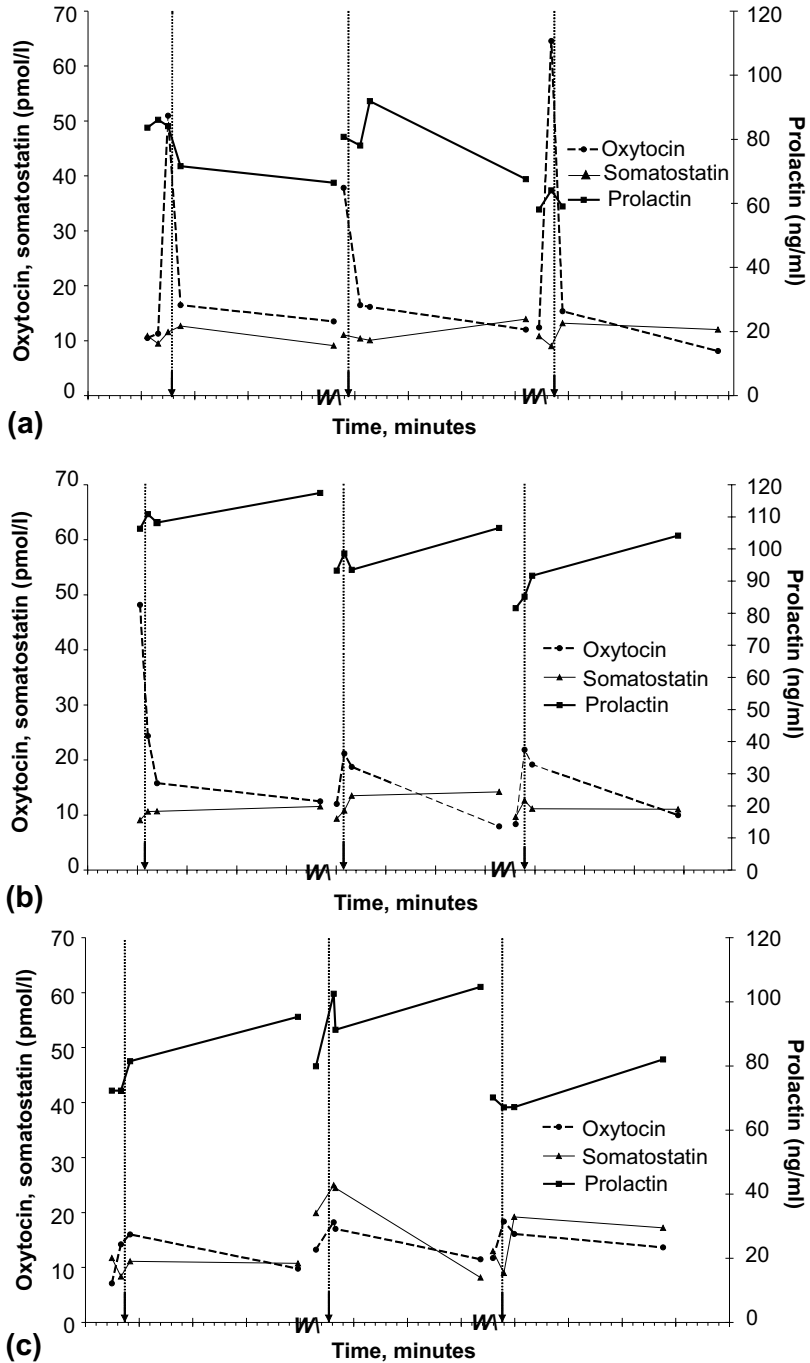 70
60
50
40
30
20
10
0
Oxytocin, somatostatin (pmol/l)
120
100
80
60
40
20
0
Prolactin (ng/ml)
Oxytocin
Somatostatin
Prolactin
Time, minutes
(a)
70
60
50
40
30
20
10
0
Oxytocin, somatostatin (pmol/l)
120
110
100
90
80
70
60
50
40
30
20
10
0
Prolactin (ng/ml)
Oxytocin
Somatostatin
Prolactin
Time, minutes
(b)
70
60
50
40
30
20
10
0
Oxytocin, somatostatin (pmol/l)
120
100
80
60
40
20
0
Prolactin (ng/ml)
Oxytocin
Somatostatin
Prolactin
Time, minutes
(c)